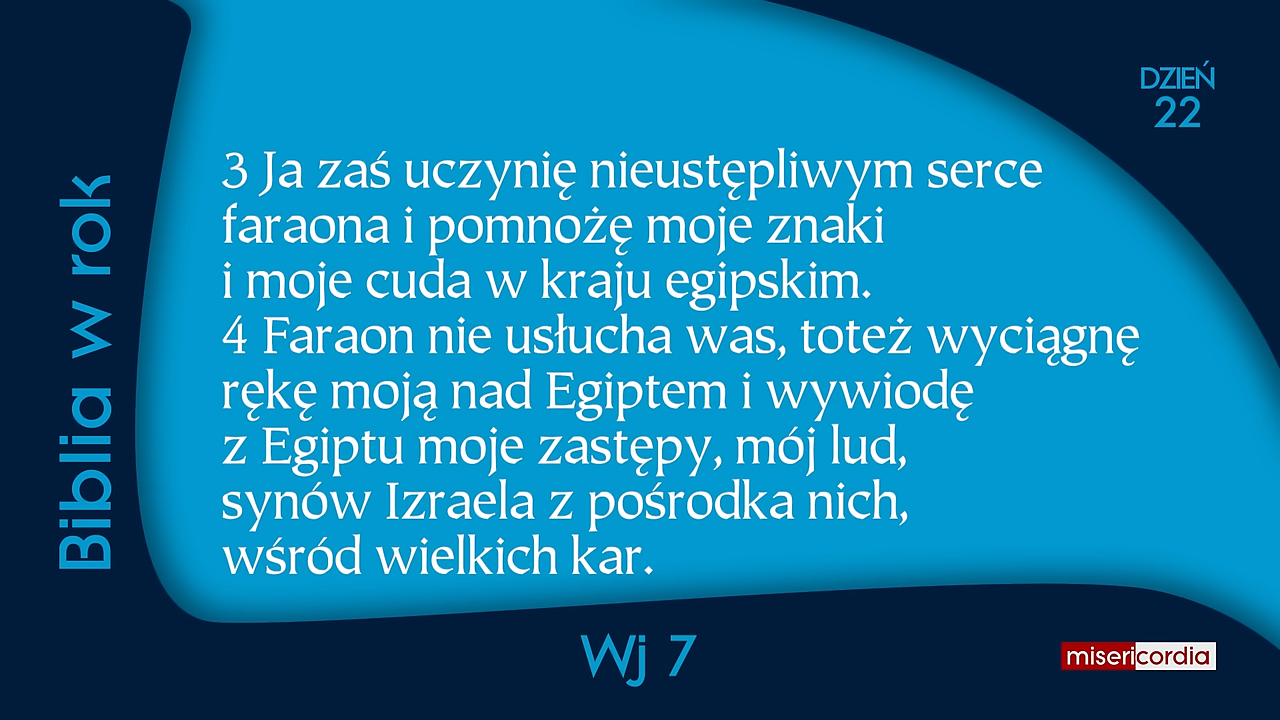 DZIEŃ
22
Biblia w rok
3 Ja zaś uczynię nieustępliwym serce
faraona i pomnożę moje znaki
i moje cuda w kraju egipskim.
4 Faraon nie usłucha was, toteż wyciągnę
rękę moją nad Egiptem i wywiodę
z Egiptu moje zastępy, mój lud,
synów Izraela z pośrodka nich,
wśród wielkich kar.
Wj 7
misericordia